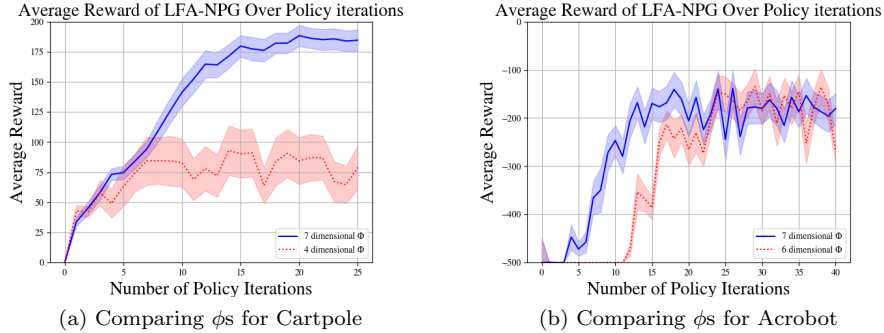 Average Reward of LFA-NPG Over Policy iterations
Average Reward
200
175
150
125
100
75
50
25
0
0
5
10
15
20
25
7 dimensional Φ
4 dimensional Φ
Number of Policy Iterations
(a) Comparing ϕs for Cartpole
Average Reward of LFA-NPG Over Policy iterations
Average Reward
−100
−200
−300
−400
−500
0
5
10
15
20
25
30
35
40
7 dimensional Φ
6 dimensional Φ
Number of Policy Iterations
(b) Comparing ϕs for Acrobot